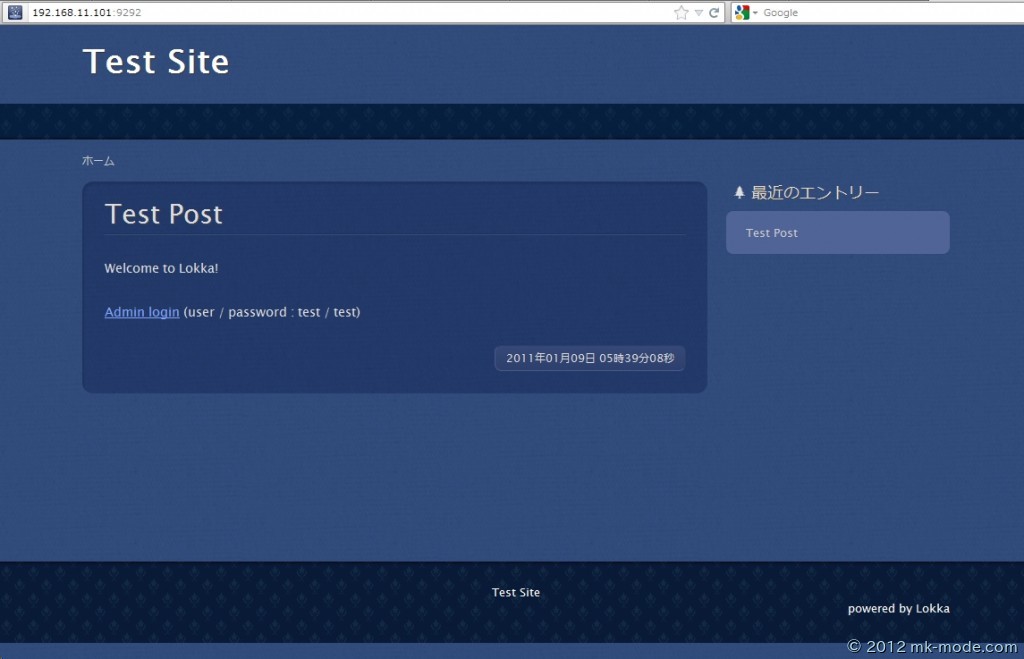 192.168.11.101:9292
Google
Test Site
ホーム
Test Post
Welcome to Lokka!
Admin login (user / password : test / test)
2011年01月09日 05時39分08秒
最近のエントリー
Test Post
Test Site
powered by Lokka
© 2012 mk-mode.com